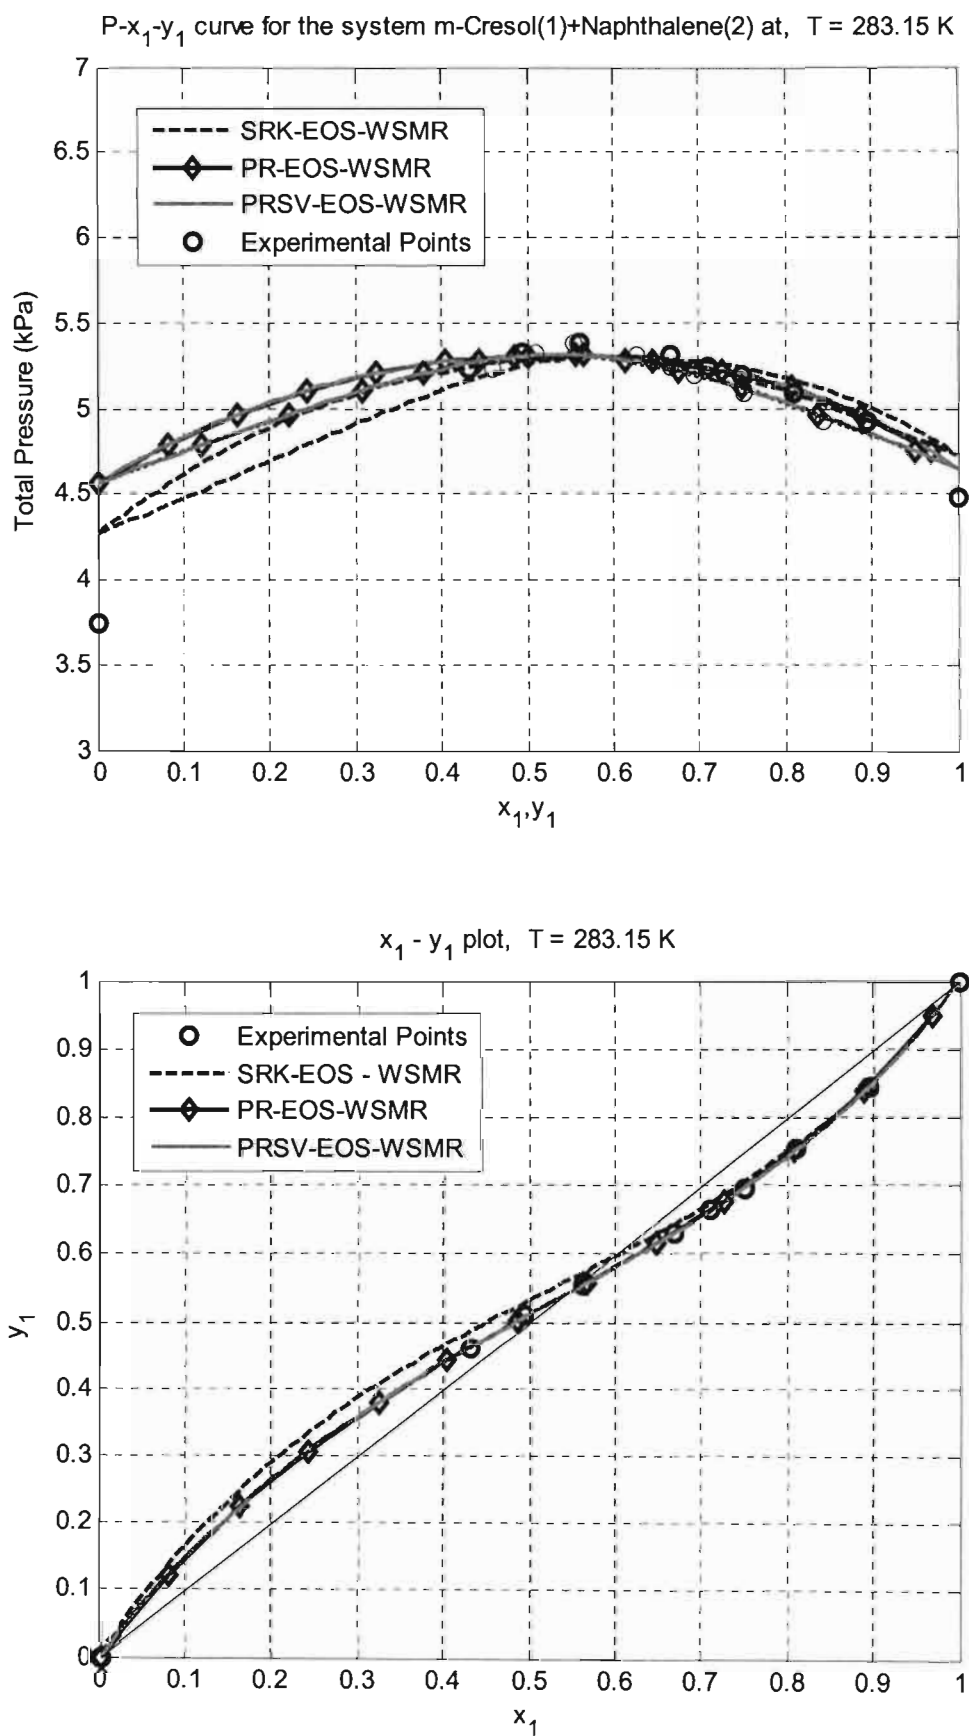 P-x1-y1 curve for the system m-Cresol(1)+Naphthalene(2) at, T = 283.15 K
7
6.5
6
5.5
5
4.5
4
3.5
3
Total Pressure (kPa)
SRK-EOS-WSMR
PR-EOS-WSMR
PRSV-EOS-WSMR
Experimental Points
0 0.1 0.2 0.3 0.4 0.5 0.6 0.7 0.8 0.9 1
x1,y1
x1 - y1 plot, T = 283.15 K
1
0.9
0.8
0.7
0.6
0.5
0.4
0.3
0.2
0.1
0
y1
Experimental Points
SRK-EOS - WSMR
PR-EOS-WSMR
PRSV-EOS-WSMR
0 0.1 0.2 0.3 0.4 0.5 0.6 0.7 0.8 0.9 1
x1